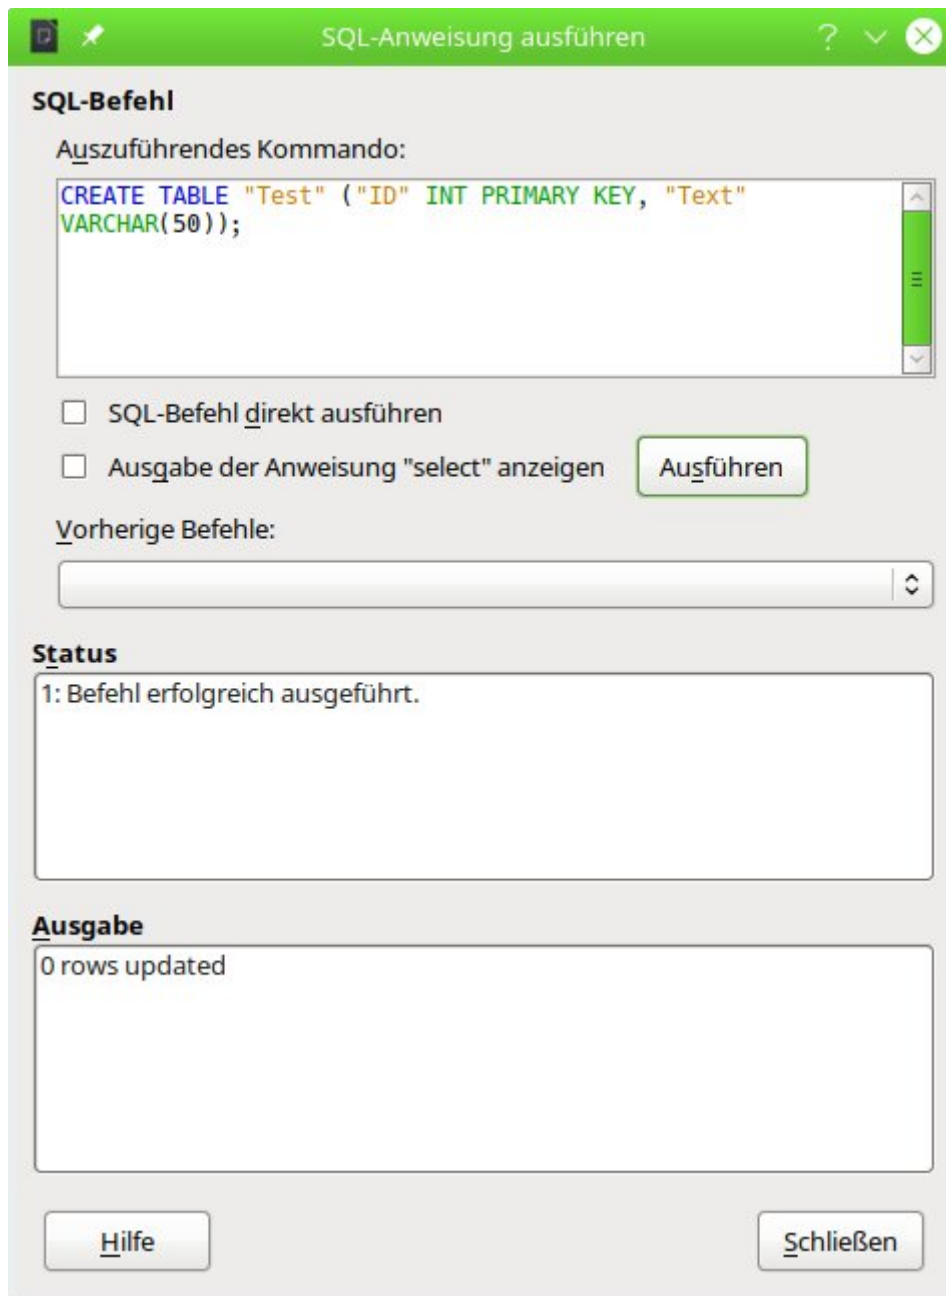 SQL-Anweisung ausführen
SQL-Befehl
Auszuführendes Kommando:
CREATE TABLE "Test" ("ID" INT PRIMARY KEY, "Text"
VARCHAR(50));
SQL-Befehl direkt ausführen
Ausgabe der Anweisung "select" anzeigen
Ausführen
Vorherige Befehle:
Status
1: Befehl erfolgreich ausgeführt.
Ausgabe
0 rows updated
Hilfe
Schließen